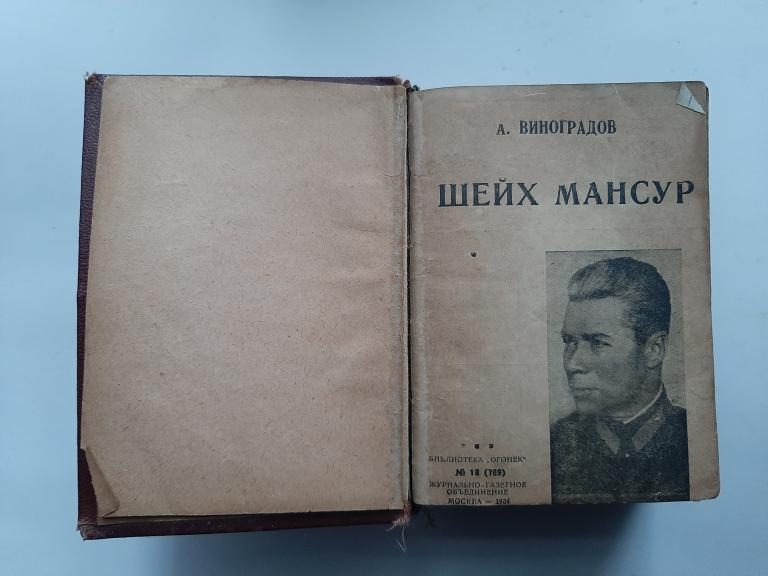 А. ВИНОГРАДОВ
ШЕЙХ МАНСУР
БИБЛИОТЕКА „ОГОНЕК"
№ 18 (789)
ЖУРНАЛЬНО-ГАЗЕТНОЕ
ОБЪЕДИНЕНИЕ
МОСКВА — 1934